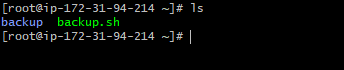 [root@ip-172-31-94-214 ~]# ls
backup  backup.sh
[root@ip-172-31-94-214 ~]#